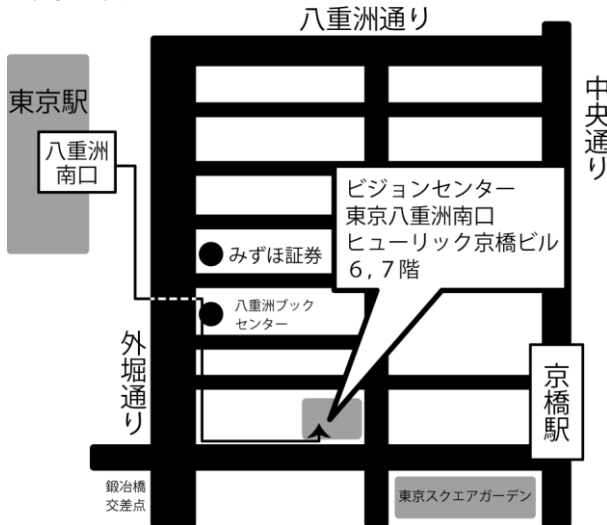 八重洲通り
東京駅
中央通り
八重洲
南口
ビジョンセンター
東京八重洲南口
ヒューリック京橋ビル
6,7階
みずほ証券
八重洲ブック
センター
外堀通り
京橋駅
鍛冶橋
交差点
東京スクエアガーデン